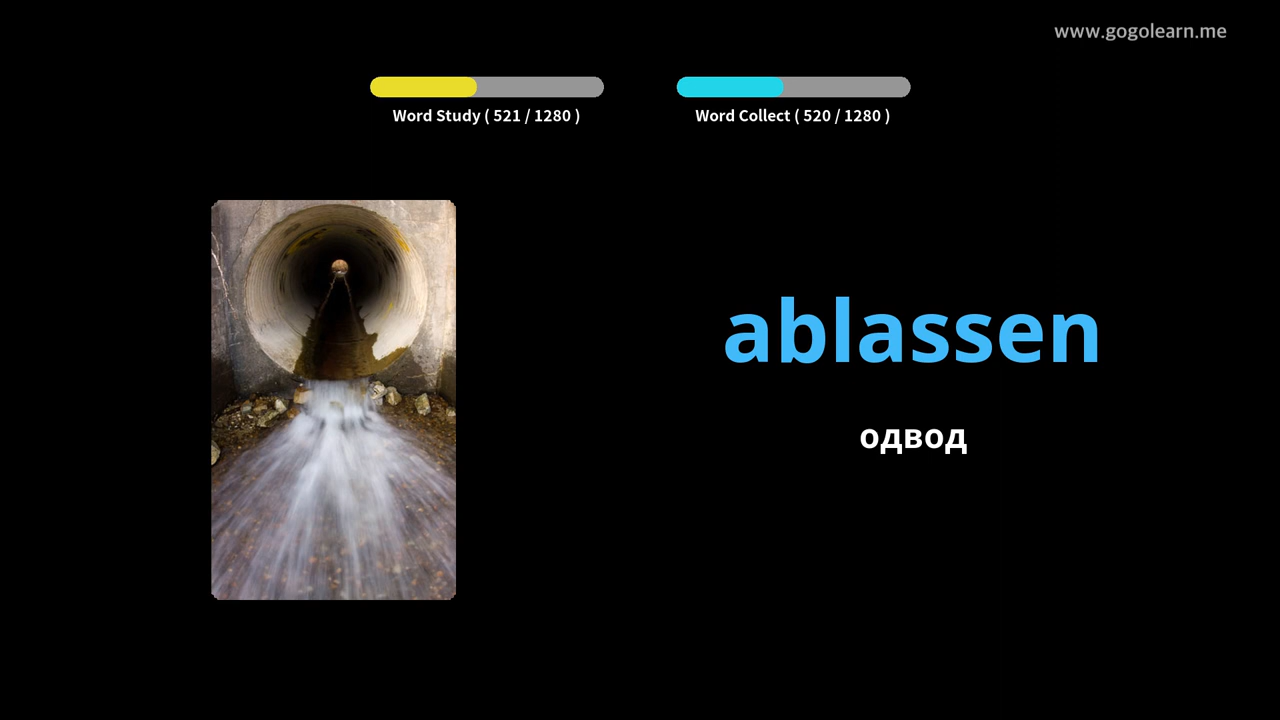 www.gogolearn.me
Word Study ( 521 / 1280 )
Word Collect ( 520 / 1280 )
ablassen
одвод